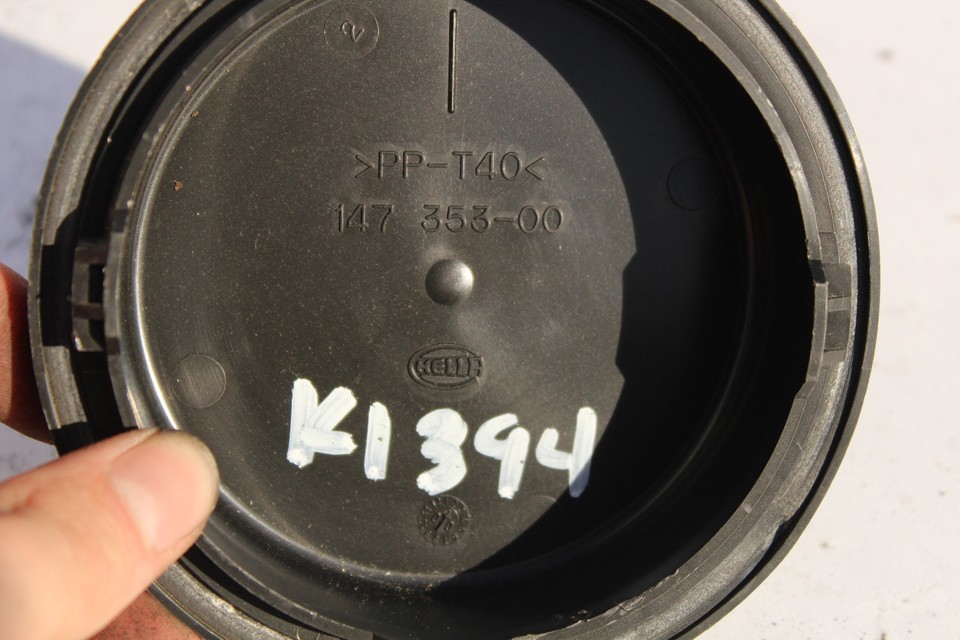 >PP-T40<
147 353-00
HELLA
K1394